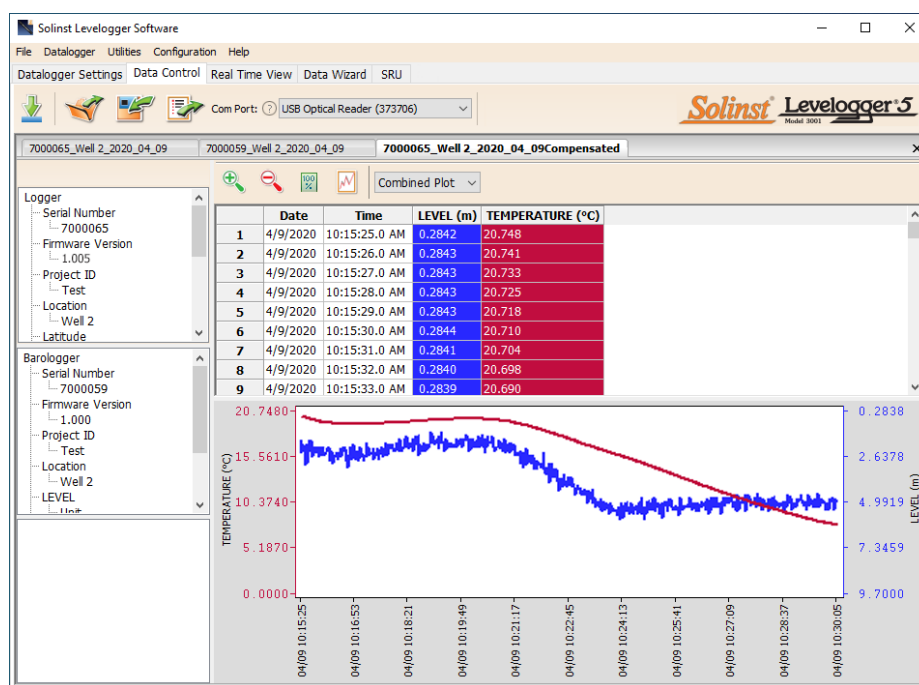 Solinst Levelogger Software
File Datalogger Utilities Configuration Help
Datalogger Settings Data Control Real Time View Data Wizard SRU
Com Port: ? USB Optical Reader (373706)
Solinst Levelogger 5
Model 3001
7000065_Well 2_2020_04_09 7000059_Well 2_2020_04_09 7000065_Well 2_2020_04_09Compensated
Logger
Serial Number
7000065
Firmware Version
1.005
Project ID
Test
Location
Well 2
Latitude
Barologger
Serial Number
7000059
Firmware Version
1.000
Project ID
Test
Location
Well 2
LEVEL
Unit
100 %
Combined Plot
Date Time LEVEL (m) TEMPERATURE (°C)
1 4/9/2020 10:15:25.0 AM 0.2842 20.748
2 4/9/2020 10:15:26.0 AM 0.2843 20.741
3 4/9/2020 10:15:27.0 AM 0.2843 20.733
4 4/9/2020 10:15:28.0 AM 0.2843 20.725
5 4/9/2020 10:15:29.0 AM 0.2843 20.718
6 4/9/2020 10:15:30.0 AM 0.2844 20.710
7 4/9/2020 10:15:31.0 AM 0.2841 20.704
8 4/9/2020 10:15:32.0 AM 0.2840 20.698
9 4/9/2020 10:15:33.0 AM 0.2839 20.690
TEMPERATURE (°C)
20.7480
15.5610
10.3740
5.1870
0.0000
0.2838
2.6378
4.9919
7.3459
9.7000
LEVEL (m)
04/09 10:15:25
04/09 10:16:53
04/09 10:18:21
04/09 10:19:49
04/09 10:21:17
04/09 10:22:45
04/09 10:24:13
04/09 10:25:41
04/09 10:27:09
04/09 10:28:37
04/09 10:30:05